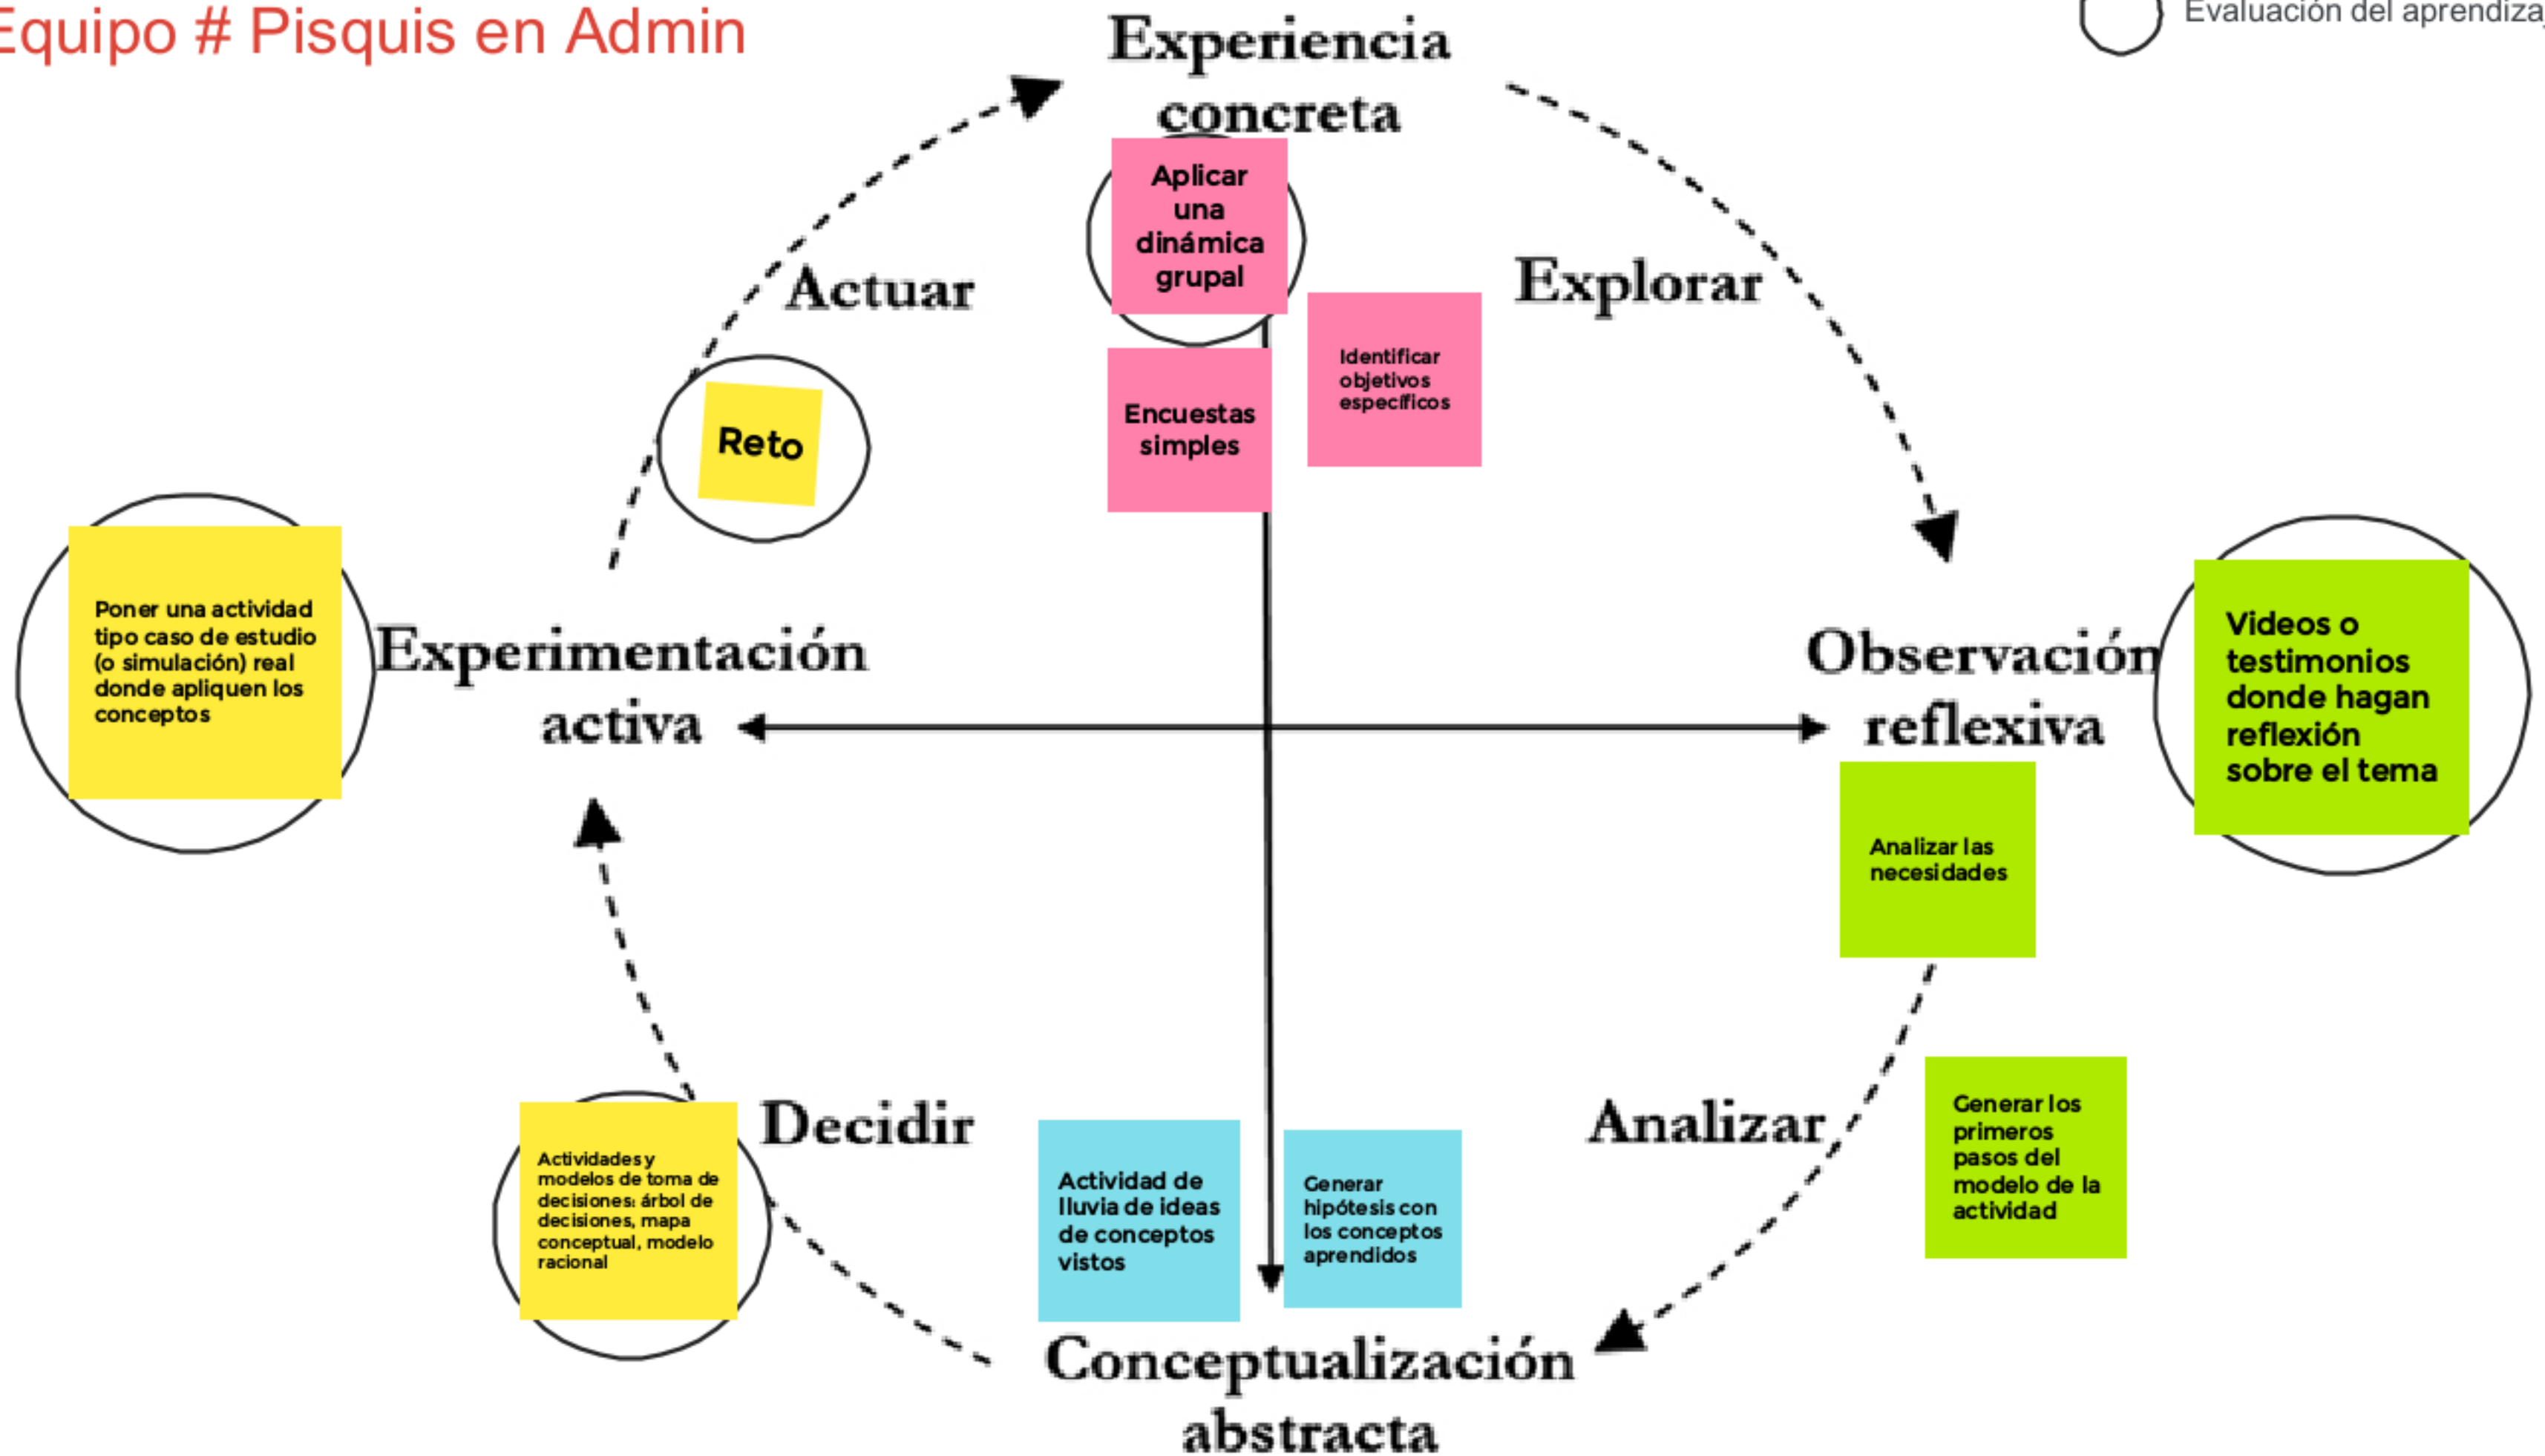 Equipo # Pisquis en Admin
Evaluación del aprendiza
Experiencia
concreta
Aplicar
una
dinámica
grupal
Actuar
Explorar
Identificar
objetivos
específicos
Encuestas
simples
Reto
Poner una actividad
tipo caso de estudio
(o simulación) real
donde apliquen los
conceptos
Experimentación
activa
Observación
reflexiva
Videos o
testimonios
donde hagan
reflexión
sobre el tema
Analizar las
necesidades
Decidir
Analizar
Generar los
primeros
pasos del
modelo de la
actividad
Actividades y
modelos de toma de
decisiones: árbol de
decisiones, mapa
conceptual, modelo
racional
Actividad de
lluvia de ideas
de conceptos
vistos
Generar
hipótesis con
los conceptos
aprendidos
Conceptualización
abstracta